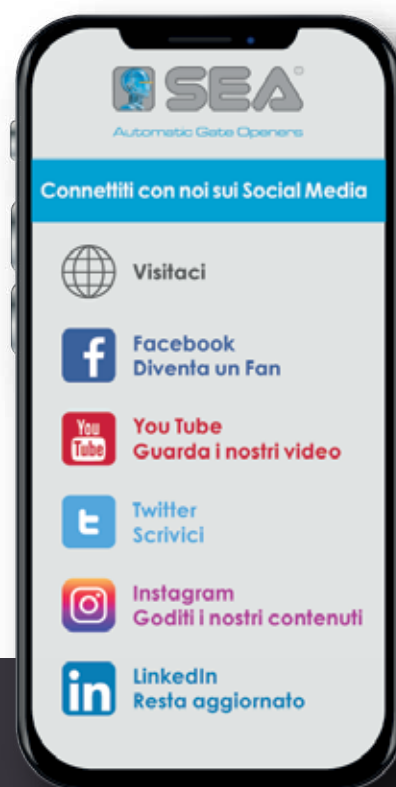 SEA®
Automatic Gate Openers
Connettiti con noi sui Social Media
Visitaci
f
Facebook
Diventa un Fan
You
Tube
You Tube
Guarda i nostri video
t
Twitter
Scrivici
Instagram
Goditi i nostri contenuti
in
LinkedIn
Resta aggiornato